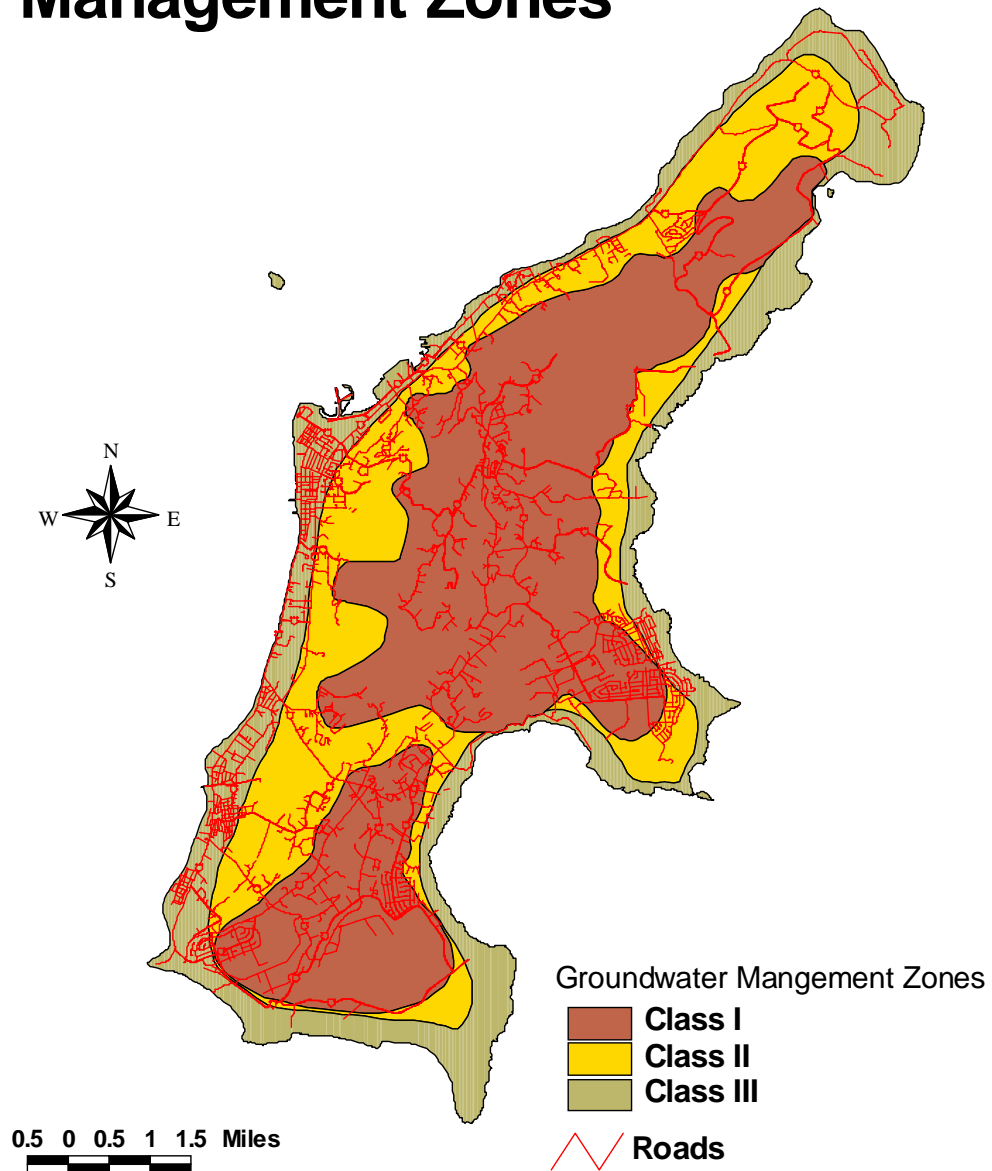 Management Zones
N
W E
S
Groundwater Mangement Zones
Class I
Class II
Class III
Roads
0.5 0 0.5 1 1.5 Miles